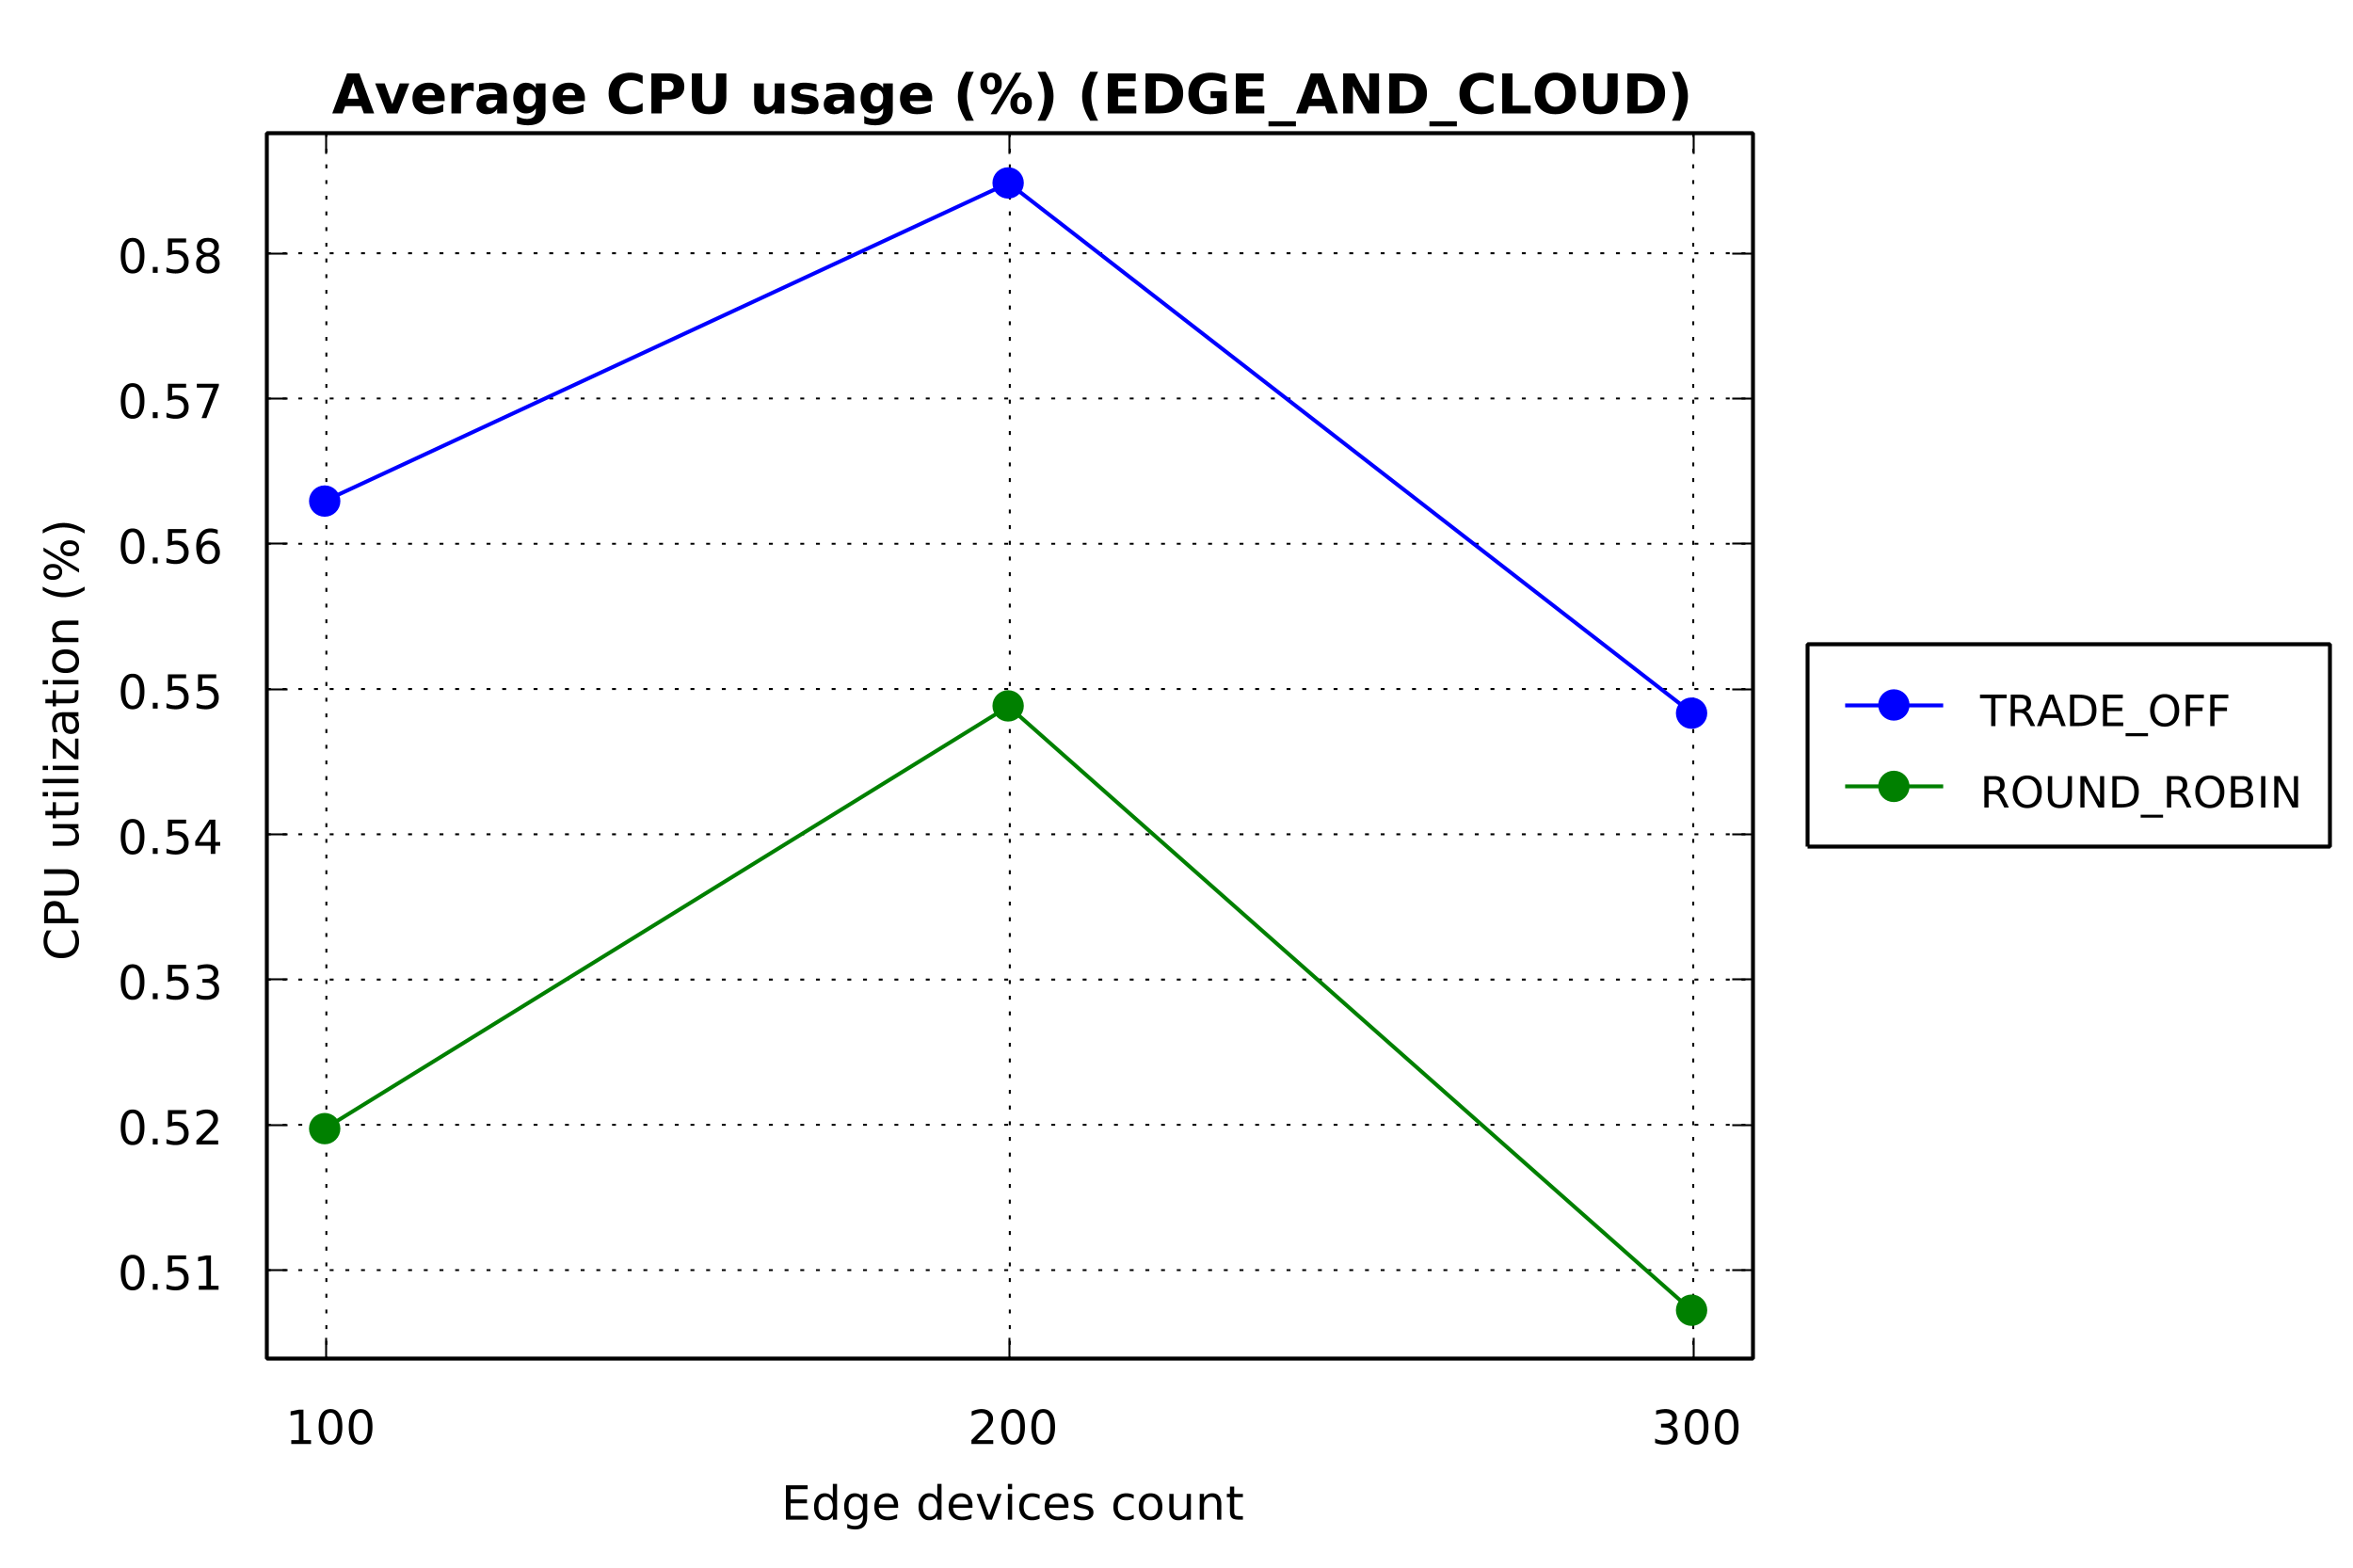 Average CPU usage (%) (EDGE_AND_CLOUD)
0.58
0.57
0.56
0.55
0.54
0.53
0.52
0.51
CPU utilization (%)
100 200 300
Edge devices count
TRADE_OFF
ROUND_ROBIN